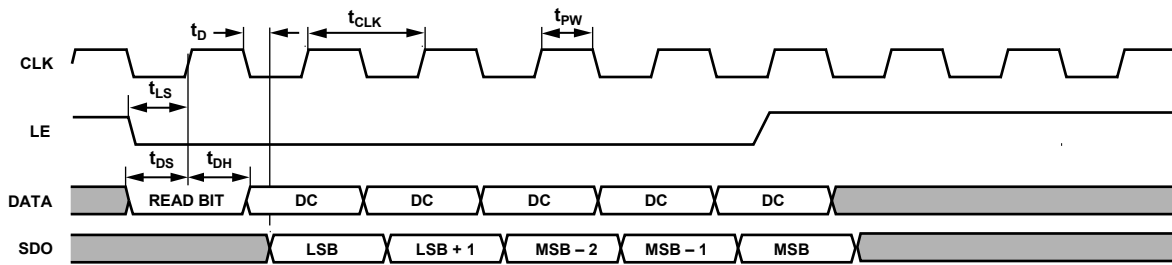 tD
tCLK
tPW
CLK
tLS
LE
tDS
tDH
DATA
READ BIT
DC
DC
DC
DC
DC
SDO
LSB
LSB + 1
MSB – 2
MSB – 1
MSB